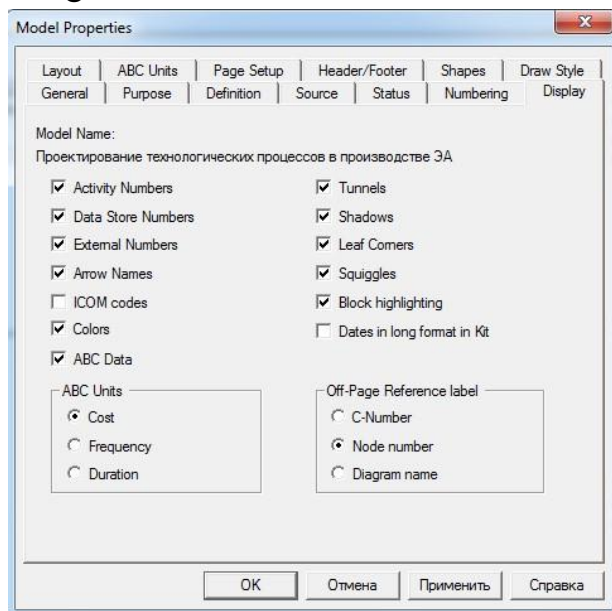 Model Properties
Layout ABC Units Page Setup Header/Footer Shapes Draw Style
General Purpose Definition Source Status Numbering Display
Model Name:
Проектирование технологических процессов в производстве ЭА
Activity Numbers Tunnels
Data Store Numbers Shadows
External Numbers Leaf Corners
Arrow Names Squiggles
ICOM codes Block highlighting
Colors Dates in long format in Kit
ABC Data
ABC Units Off-Page Reference label
Cost C-Number
Frequency Node number
Duration Diagram name
OK Отмена Применить Справка